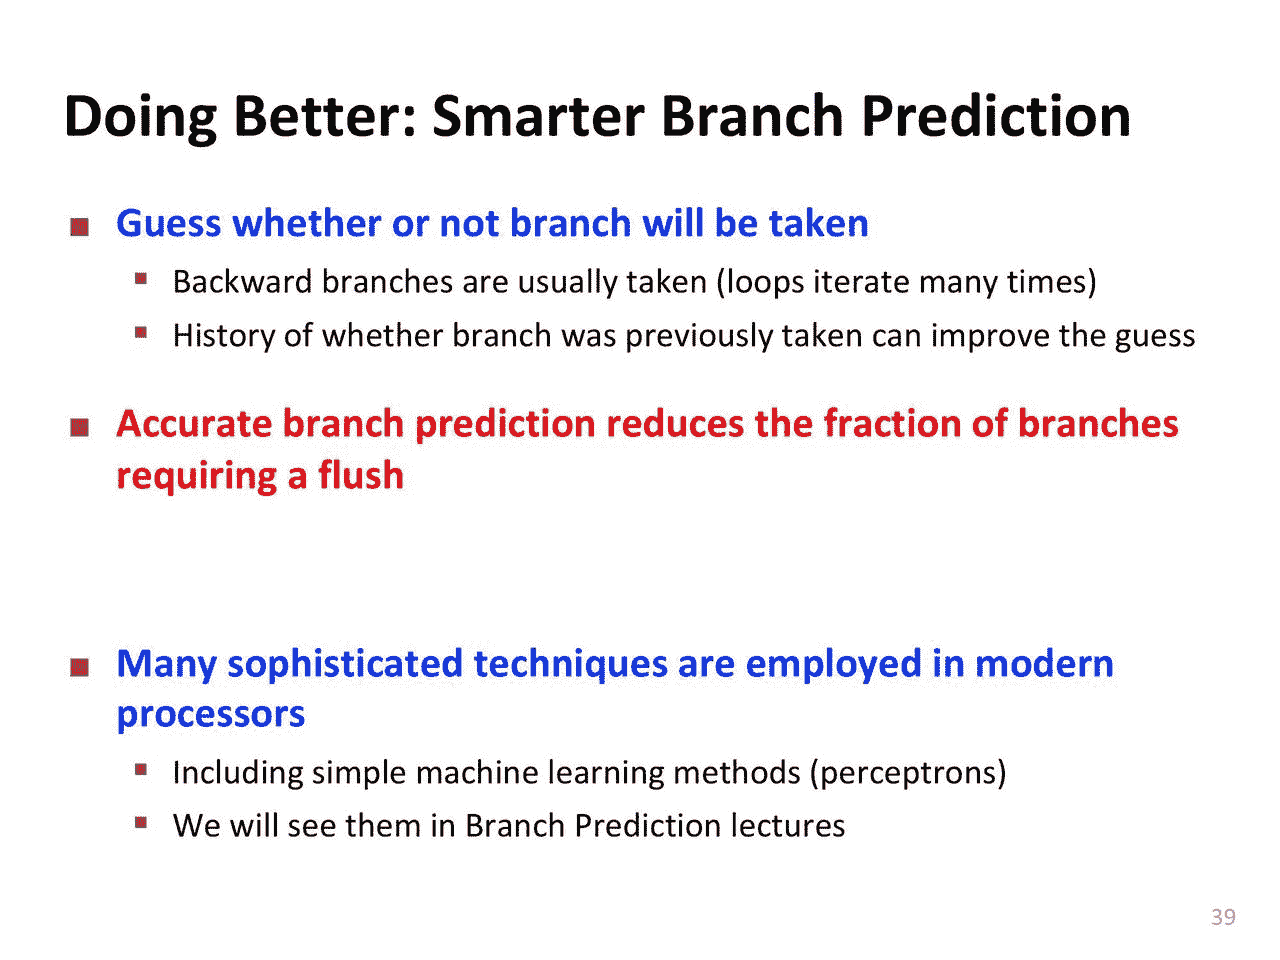 Doing Better: Smarter Branch Prediction
Guess whether or not branch will be taken
Backward branches are usually taken (loops iterate many times)
History of whether branch was previously taken can improve the guess
Accurate branch prediction reduces the fraction of branches
requiring a flush
Many sophisticated techniques are employed in modern
processors
Including simple machine learning methods (perceptrons)
We will see them in Branch Prediction lectures
39